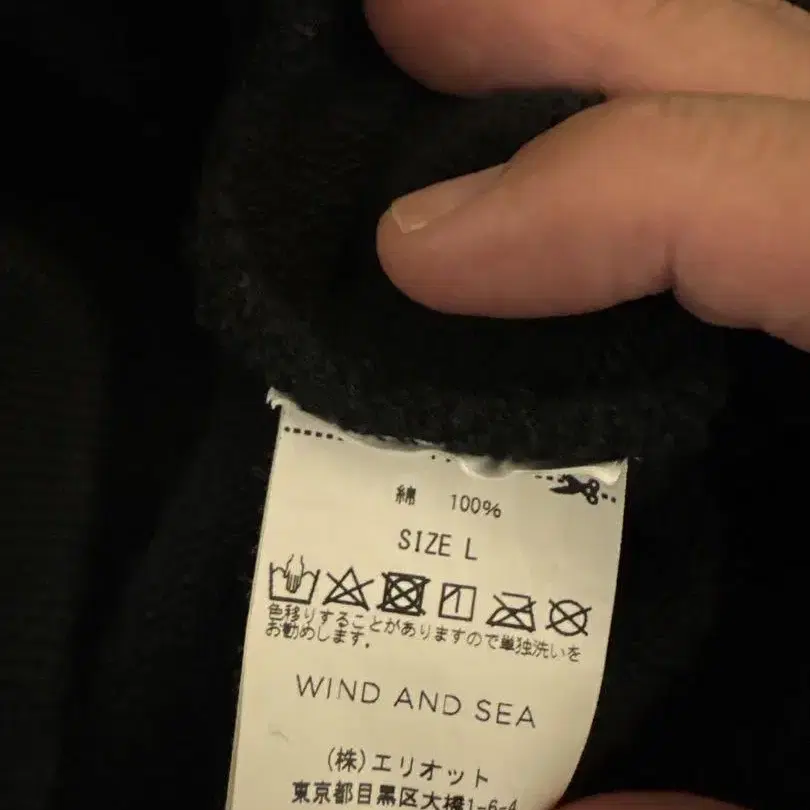 綿 100%
SIZE L
色移りすることがありますので単独洗いを
お勧めします.
WIND AND SEA
(株)エリオット
東京都目黒区大橋1-6-4